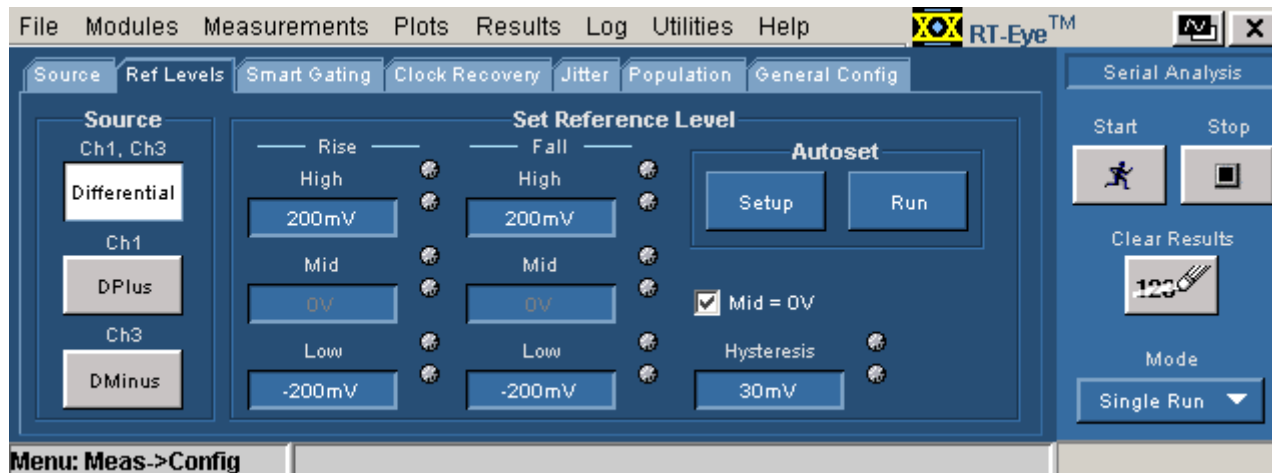 File Modules Measurements Plots Results Log Utilities Help RT-Eye™
Source Ref Levels Smart Gating Clock Recovery Jitter Population General Config Serial Analysis
Source Set Reference Level
Ch1, Ch3 Rise Fall Autoset Start Stop
High High
Differential Setup Run
200mV 200mV
Ch1 Clear Results
Mid Mid
DPlus 123
0V 0V Mid = 0V
Ch3
Low Low Hysteresis Mode
DMinus -200mV -200mV 30mV Single Run
Menu: Meas->Config